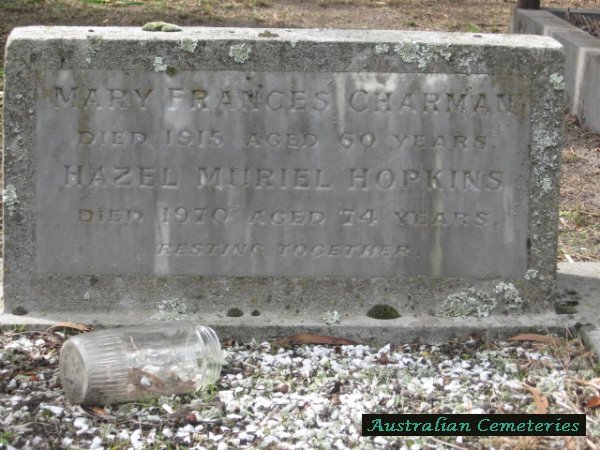 MARY FRANCES CHARMAN
DIED 1915 AGED 60 YEARS.
HAZEL MURIEL HOPKINS
DIED 1970 AGED 74 YEARS.
RESTING TOGETHER.
Australian Cemeteries